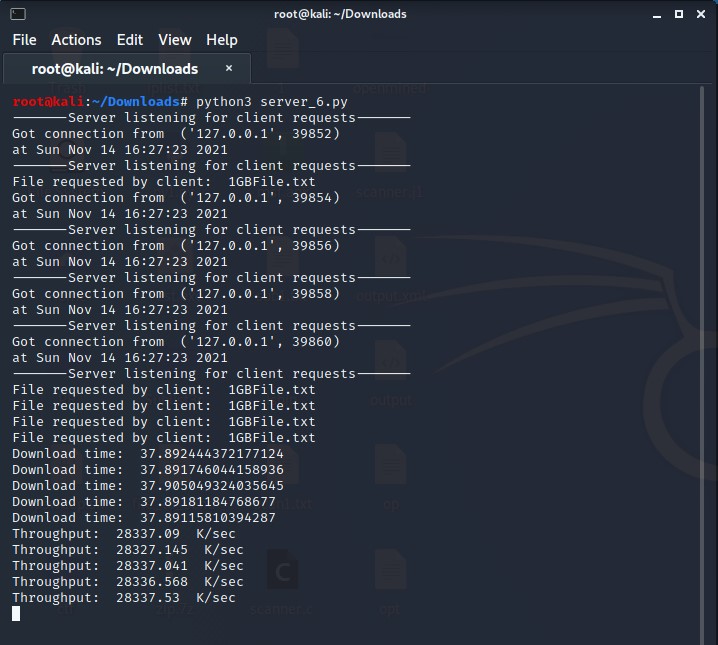 root@kali: ~/Downloads
File Actions Edit View Help
root@kali: ~/Downloads ×
root@kali:~/Downloads# python3 server_6.py
———————Server listening for client requests———————
Got connection from ('127.0.0.1', 39852)
at Sun Nov 14 16:27:23 2021
———————Server listening for client requests———————
File requested by client:  1GBFile.txt
Got connection from ('127.0.0.1', 39854)
at Sun Nov 14 16:27:23 2021
———————Server listening for client requests———————
Got connection from ('127.0.0.1', 39856)
at Sun Nov 14 16:27:23 2021
———————Server listening for client requests———————
Got connection from ('127.0.0.1', 39858)
at Sun Nov 14 16:27:23 2021
———————Server listening for client requests———————
Got connection from ('127.0.0.1', 39860)
at Sun Nov 14 16:27:23 2021
———————Server listening for client requests———————
File requested by client:  1GBFile.txt
File requested by client:  1GBFile.txt
File requested by client:  1GBFile.txt
File requested by client:  1GBFile.txt
Download time:  37.892444372177124
Download time:  37.891746044158936
Download time:  37.905049324035645
Download time:  37.89181184768677
Download time:  37.89115810394287
Throughput:  28337.09  K/sec
Throughput:  28327.145  K/sec
Throughput:  28337.041  K/sec
Throughput:  28336.568  K/sec
Throughput:  28337.53  K/sec